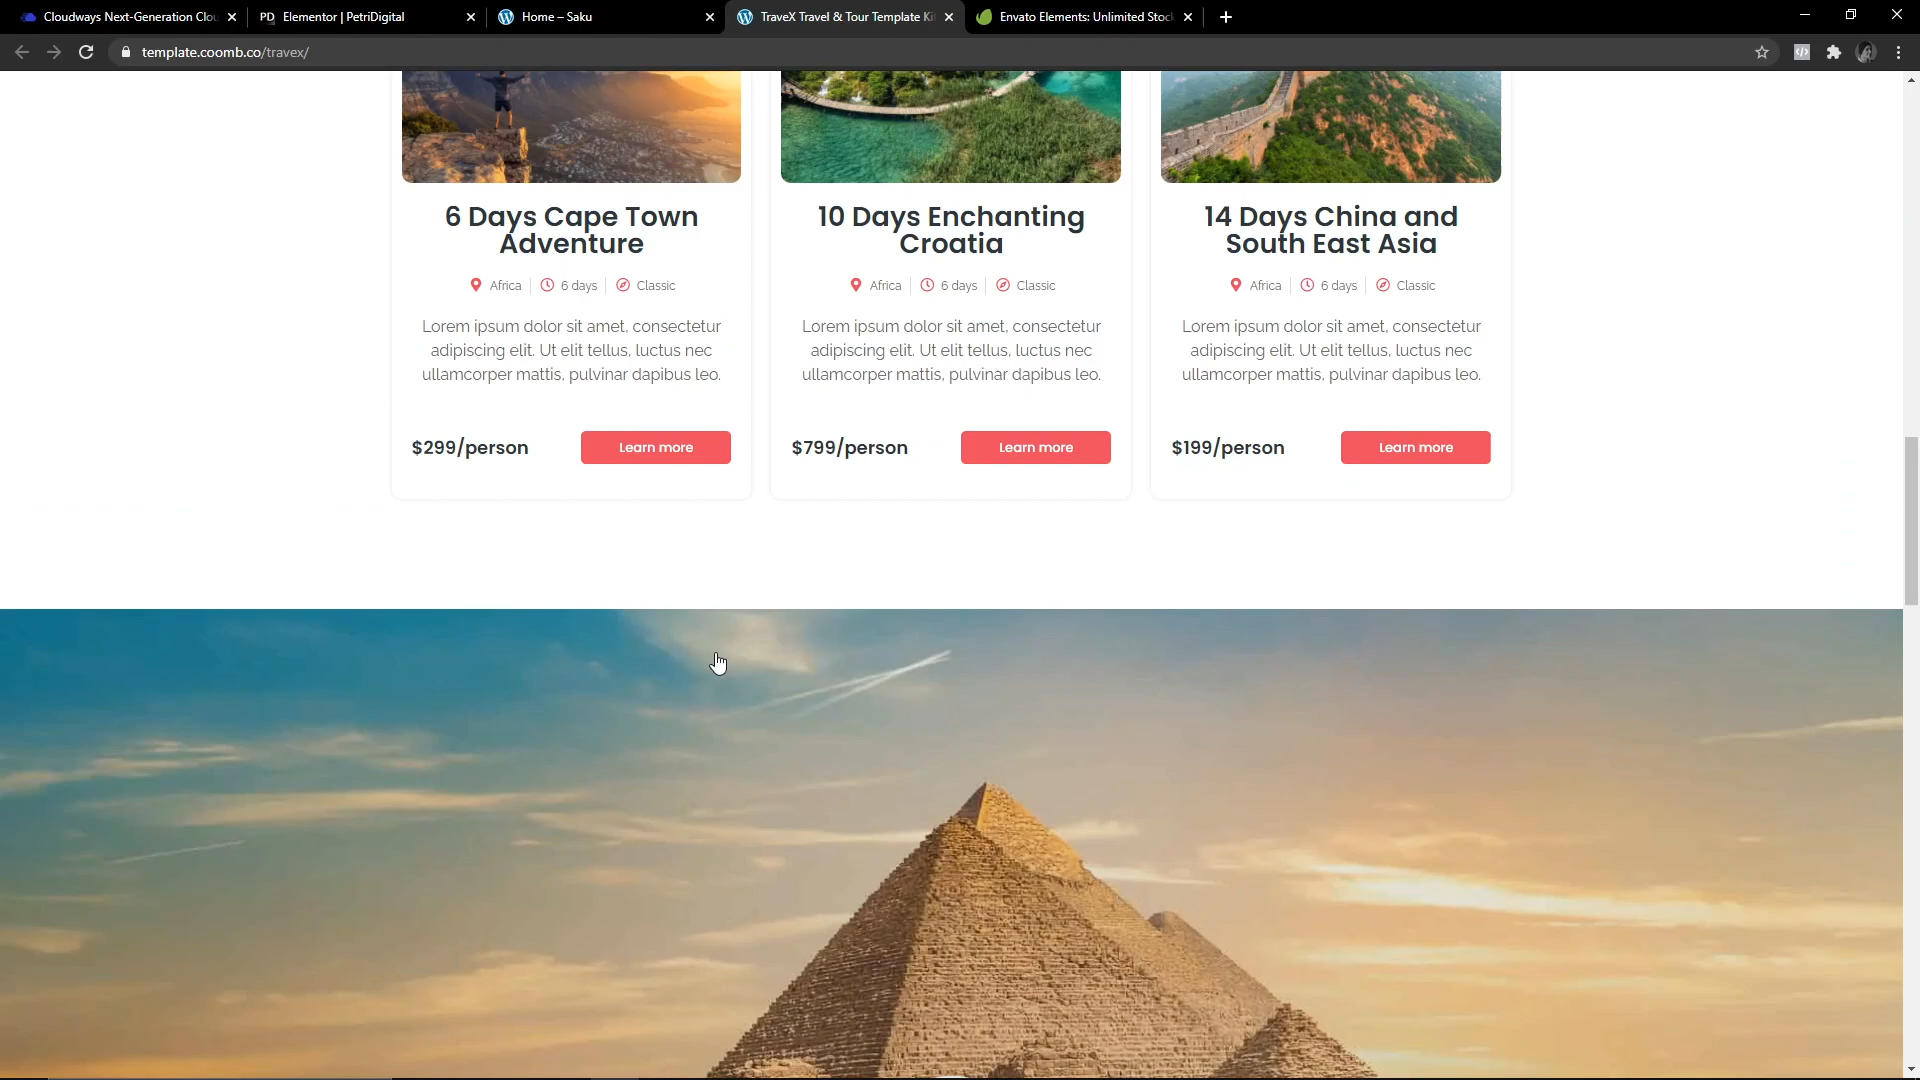 Cloudways Next-Generation Clou
PD Elementor | PetriDigital
Home – Saku
TraveX Travel & Tour Template Ki
Envato Elements: Unlimited Stoc
template.coomb.co/travex/
6 Days Cape Town
Adventure
Africa 6 days Classic
Lorem ipsum dolor sit amet, consectetur
adipiscing elit. Ut elit tellus, luctus nec
ullamcorper mattis, pulvinar dapibus leo.
$299/person Learn more
10 Days Enchanting
Croatia
Africa 6 days Classic
Lorem ipsum dolor sit amet, consectetur
adipiscing elit. Ut elit tellus, luctus nec
ullamcorper mattis, pulvinar dapibus leo.
$799/person Learn more
14 Days China and
South East Asia
Africa 6 days Classic
Lorem ipsum dolor sit amet, consectetur
adipiscing elit. Ut elit tellus, luctus nec
ullamcorper mattis, pulvinar dapibus leo.
$199/person Learn more